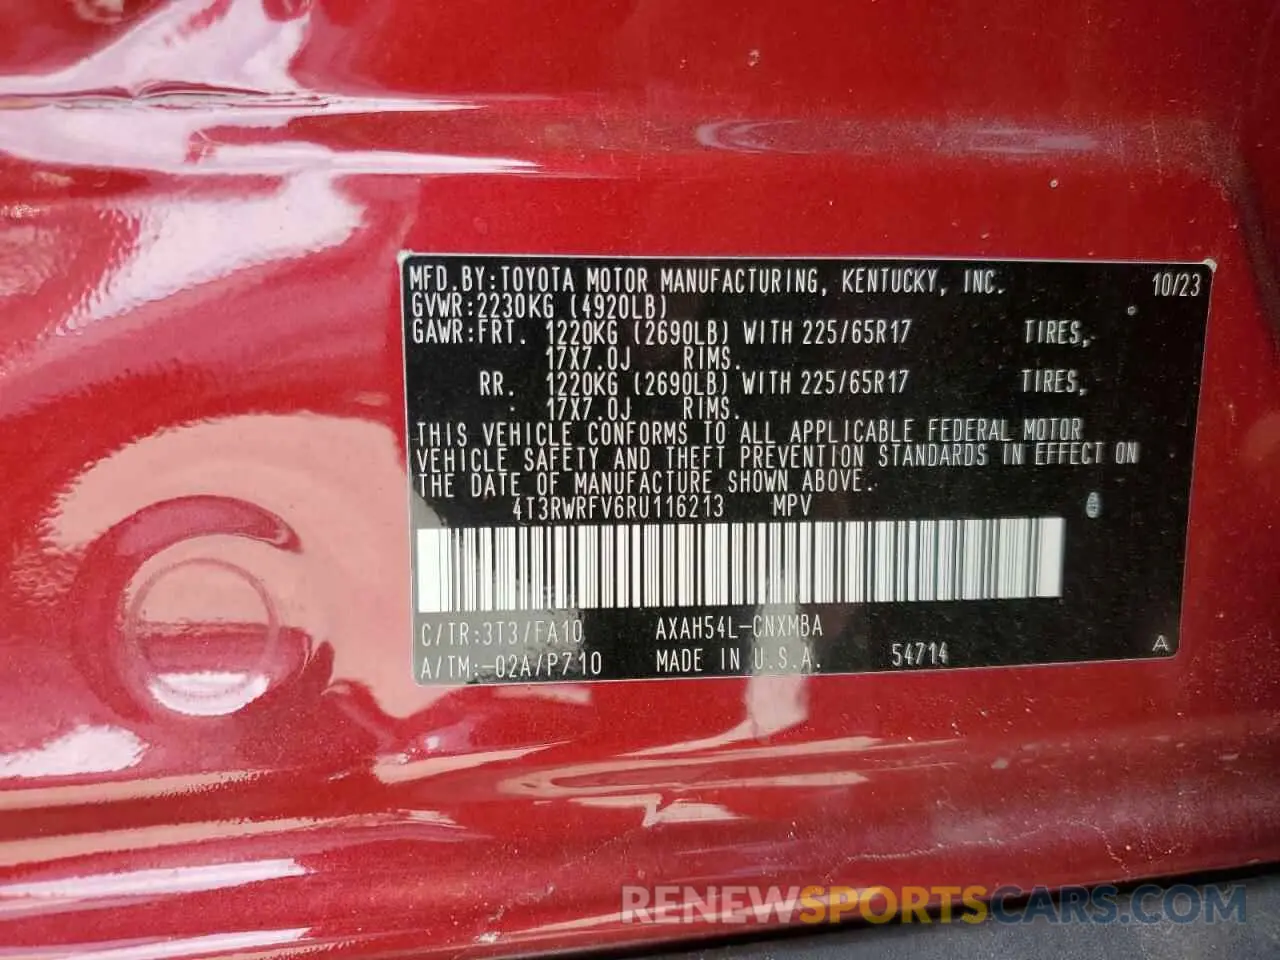 MFD.BY:TOYOTA MOTOR MANUFACTURING, KENTUCKY, INC. 10/23
GVWR:2230KG (4920LB)
GAWR:FRT. 1220KG (2690LB) WITH 225/65R17 TIRES,
17X7.0J RIMS.
RR. 1220KG (2690LB) WITH 225/65R17 TIRES,
17X7.0J RIMS.
THIS VEHICLE CONFORMS TO ALL APPLICABLE FEDERAL MOTOR
VEHICLE SAFETY AND THEFT PREVENTION STANDARDS IN EFFECT ON
THE DATE OF MANUFACTURE SHOWN ABOVE.
4T3RWRFV6RU116213 MPV
C/TR:3T3/FA10 AXAH54L-CNXMBA
A/TM:-02A/P710 MADE IN U.S.A. 54714 A
RENEWSPORTSCARS.COM